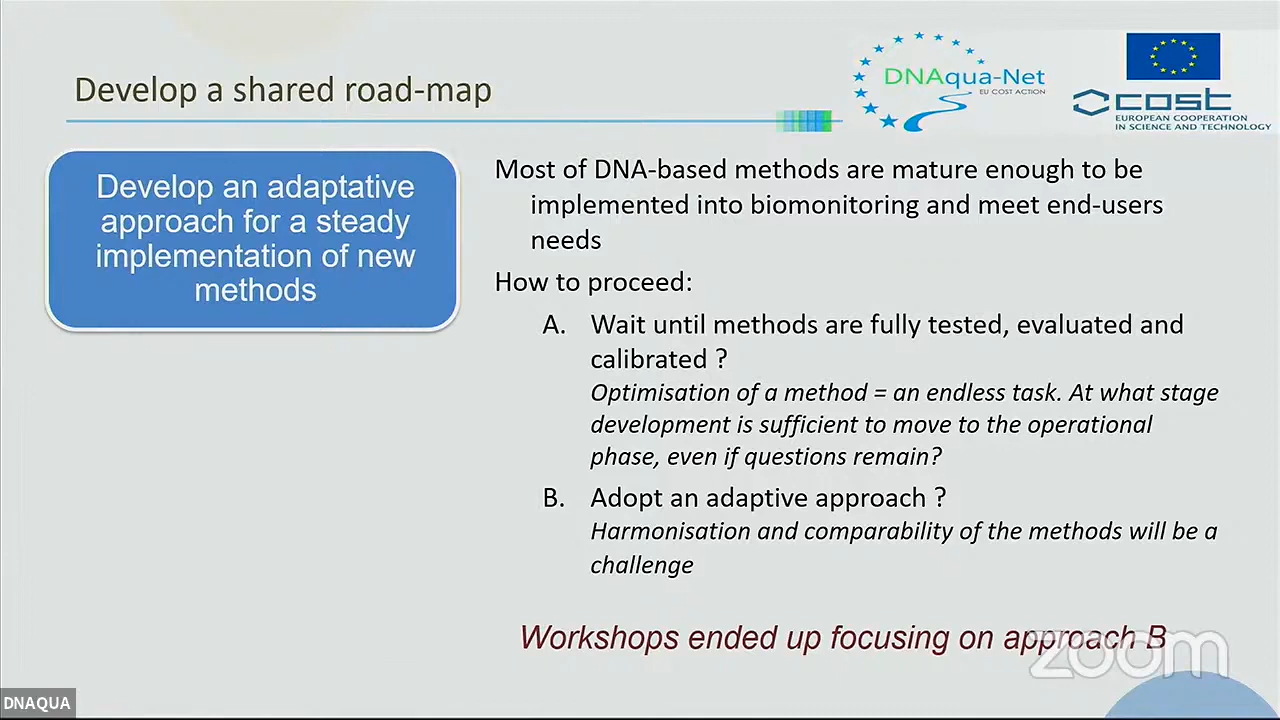 Develop a shared road-map
DNAqua-Net
EU COST ACTION
cost
EUROPEAN COOPERATION
IN SCIENCE AND TECHNOLOGY
Develop an adaptative
approach for a steady
implementation of new
methods
Most of DNA-based methods are mature enough to be
implemented into biomonitoring and meet end-users
needs
How to proceed:
A. Wait until methods are fully tested, evaluated and
calibrated ?
Optimisation of a method = an endless task. At what stage
development is sufficient to move to the operational
phase, even if questions remain?
B. Adopt an adaptive approach ?
Harmonisation and comparability of the methods will be a
challenge
Workshops ended up focusing on approach B
zoom
DNAQUA